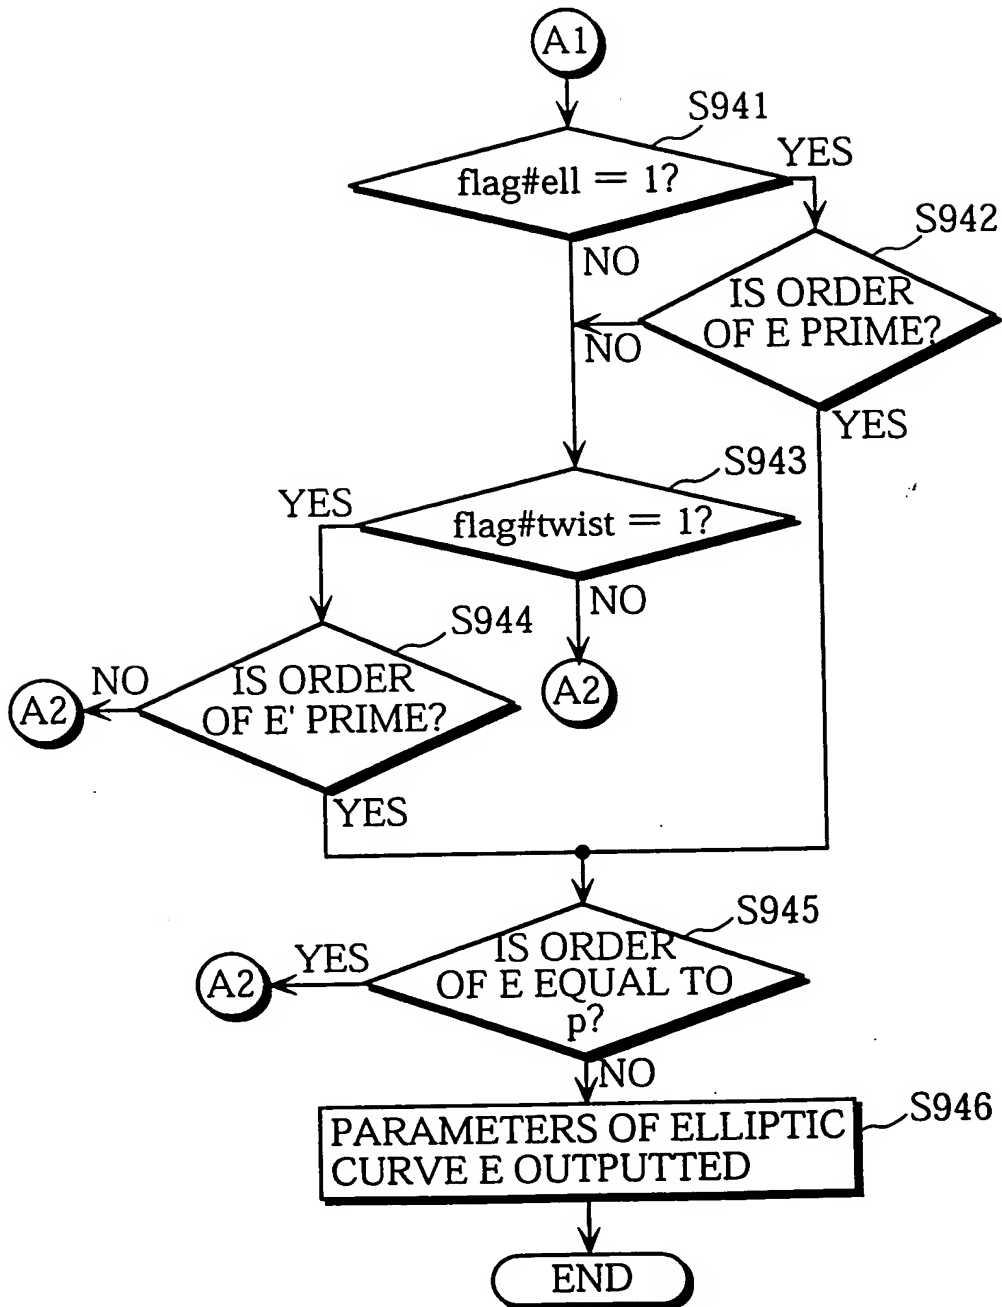 A1
S941
flag#ell = 1?
YES
NO
S942
IS ORDER
OF E PRIME?
NO
YES
S943
flag#twist = 1?
YES
NO
A2
S944
IS ORDER
OF E' PRIME?
NO
A2
YES
S945
IS ORDER
OF E EQUAL TO
p?
YES
A2
NO
S946
PARAMETERS OF ELLIPTIC
CURVE E OUTPUTTED
END